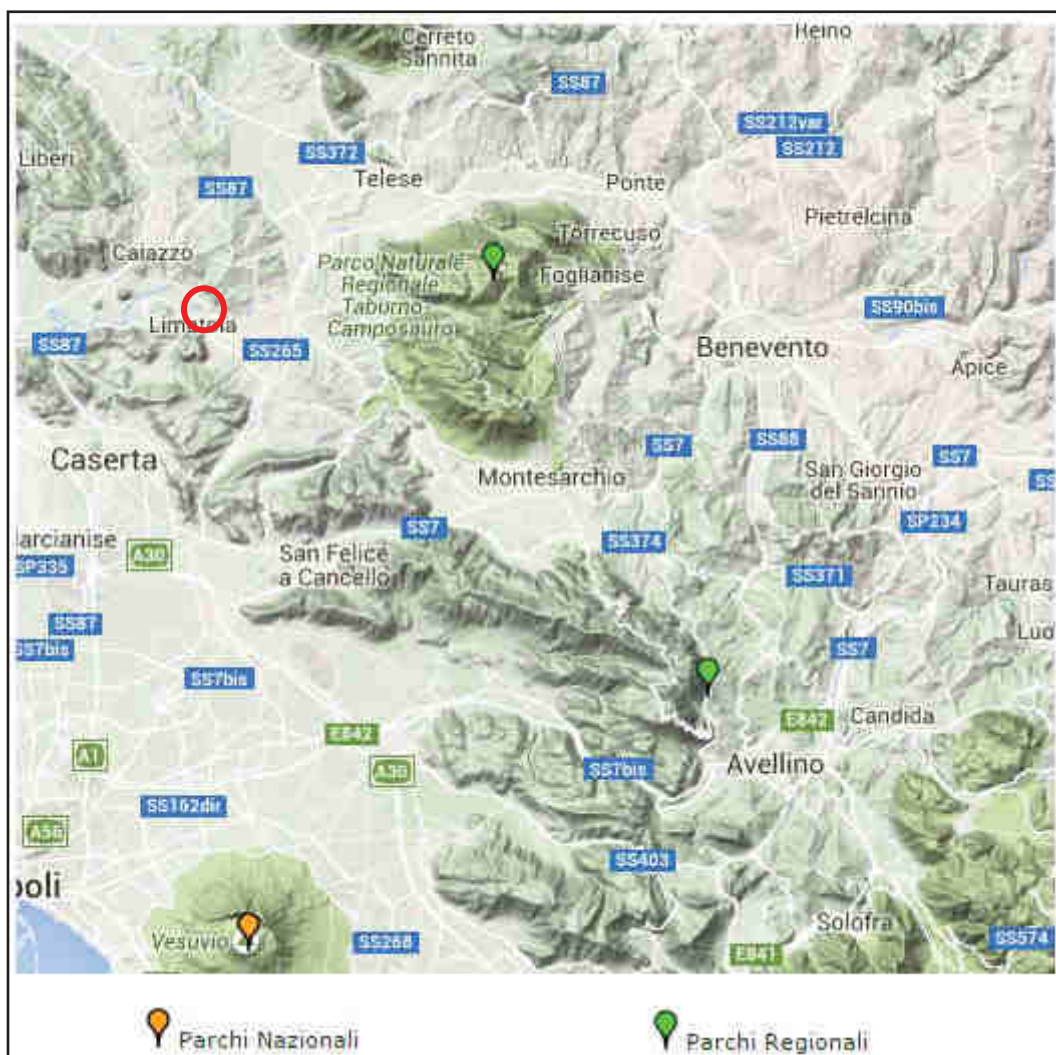 Cerreto
Sannita
Reino
SS87
SS212var
SS212
Liberi
SS372
Telese
Ponte
SS87
Pietrelcina
Torrecuso
Caiazzo
Parco Naturale
Regionale
Taburno
Camposauro
Foglianise
SS90bis
Limatola
SS87
SS265
Benevento
Apice
Caserta
SS7
SS88
San Giorgio
del Sannio
SS7
SS
Montesarchio
SS7
SP234
arcianise
A30
SS374
San Felice
a Cancello
SP335
SS371
Tauras
SS87
Luo
SS7bis
SS7
SS7bis
E842
E842
Candida
A1
A30
SS7bis
Avellino
SS162dir
A56
SS403
poli
Solofra
Vesuvio
SS268
SS574
E841
Parchi Nazionali
Parchi Regionali